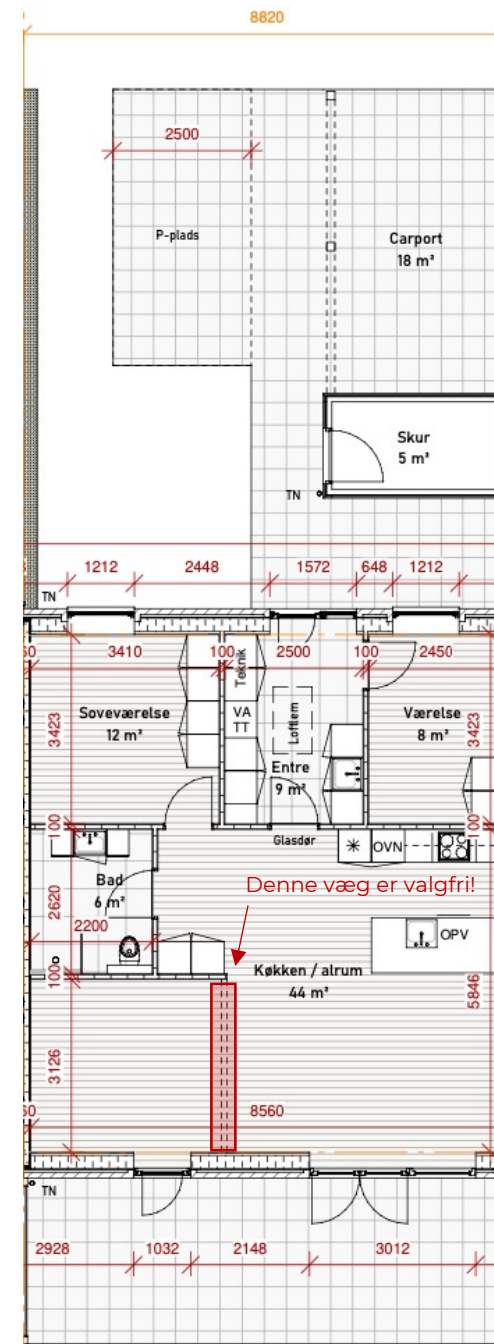 8820
2500
P-plads
Carport
18 m²
Skur
5 m²
TN
1212
2448
1572
648
1212
TN
3410
100
2500
100
2450
Teknik
VA
TT
Loftlem
Soveværelse
12 m²
3423
Entre
9 m²
Værelse
8 m²
3423
100
Glasdør
OVN
100
Bad
6 m²
2620
2200
Denne væg er valgfri!
OPV
Køkken / alrum
44 m²
5846
100
3126
8560
TN
2928
1032
2148
3012